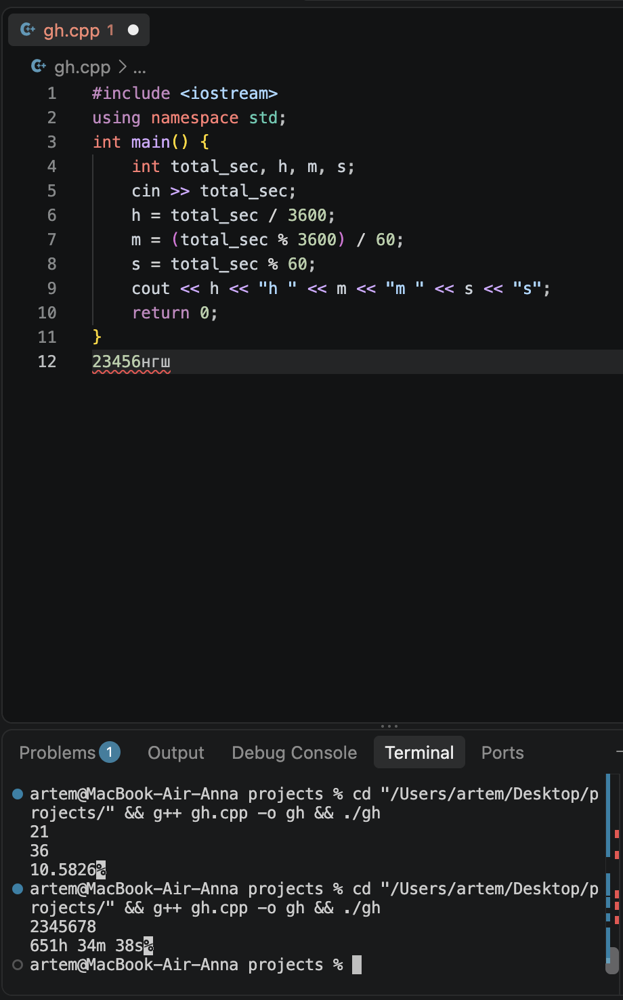 gh.cpp 1
gh.cpp > ...
1 #include <iostream>
2 using namespace std;
3 int main() {
4 int total_sec, h, m, s;
5 cin >> total_sec;
6 h = total_sec / 3600;
7 m = (total_sec % 3600) / 60;
8 s = total_sec % 60;
9 cout << h << "h " << m << "m " << s << "s";
10 return 0;
11 }
12 23456нгш
Problems 1 Output Debug Console Terminal Ports
artem@MacBook-Air-Anna projects % cd "/Users/artem/Desktop/p
rojects/" && g++ gh.cpp -o gh && ./gh
21
36
10.5826%
artem@MacBook-Air-Anna projects % cd "/Users/artem/Desktop/p
rojects/" && g++ gh.cpp -o gh && ./gh
2345678
651h 34m 38s%
artem@MacBook-Air-Anna projects %